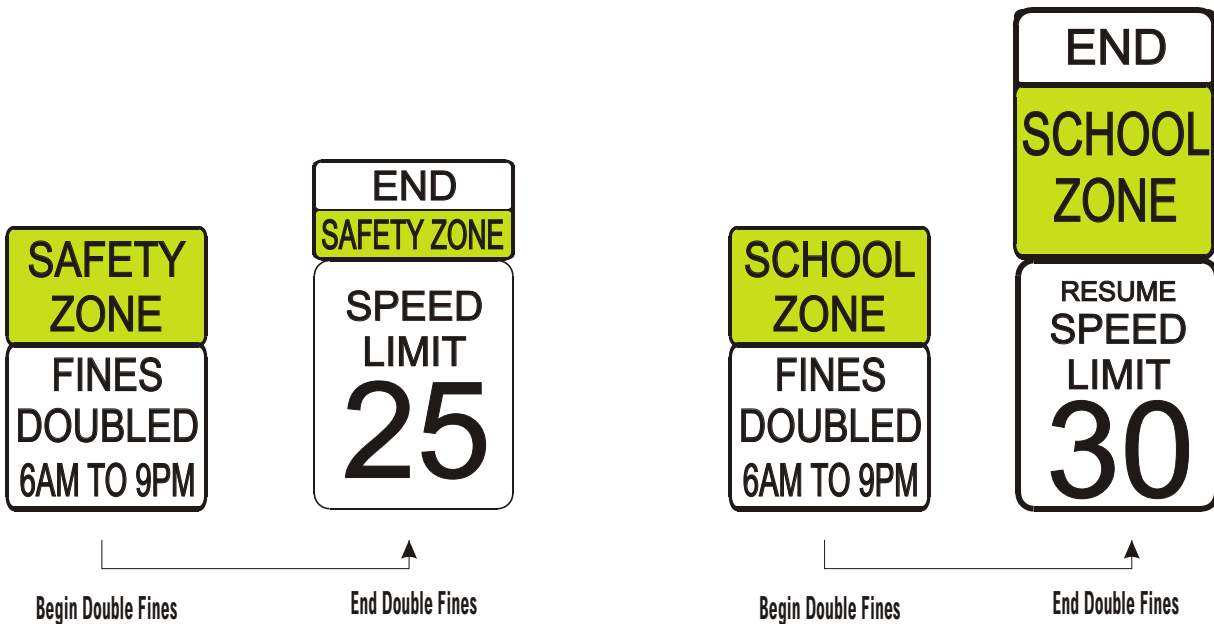 SAFETY
ZONE
FINES
DOUBLED
6AM TO 9PM
Begin Double Fines
END
SAFETY ZONE
SPEED
LIMIT
25
End Double Fines
SCHOOL
ZONE
FINES
DOUBLED
6AM TO 9PM
Begin Double Fines
END
SCHOOL
ZONE
RESUME
SPEED
LIMIT
30
End Double Fines